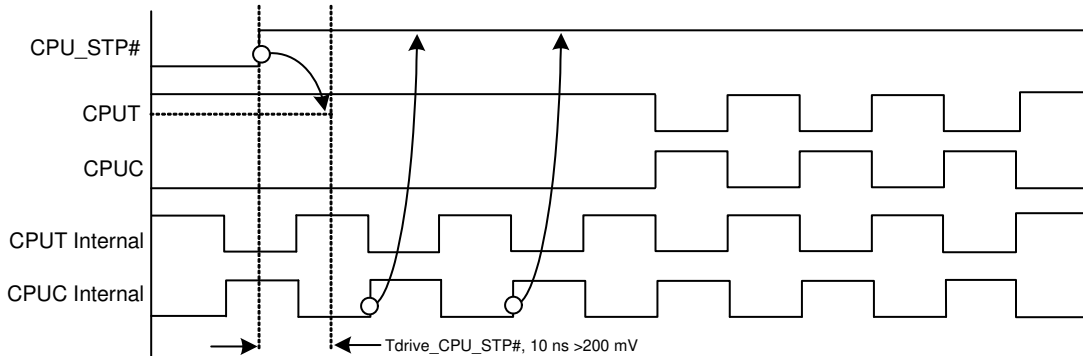 CPU_STP#
CPUT
CPUC
CPUT Internal
CPUC Internal
Tdrive_CPU_STP#, 10 ns >200 mV